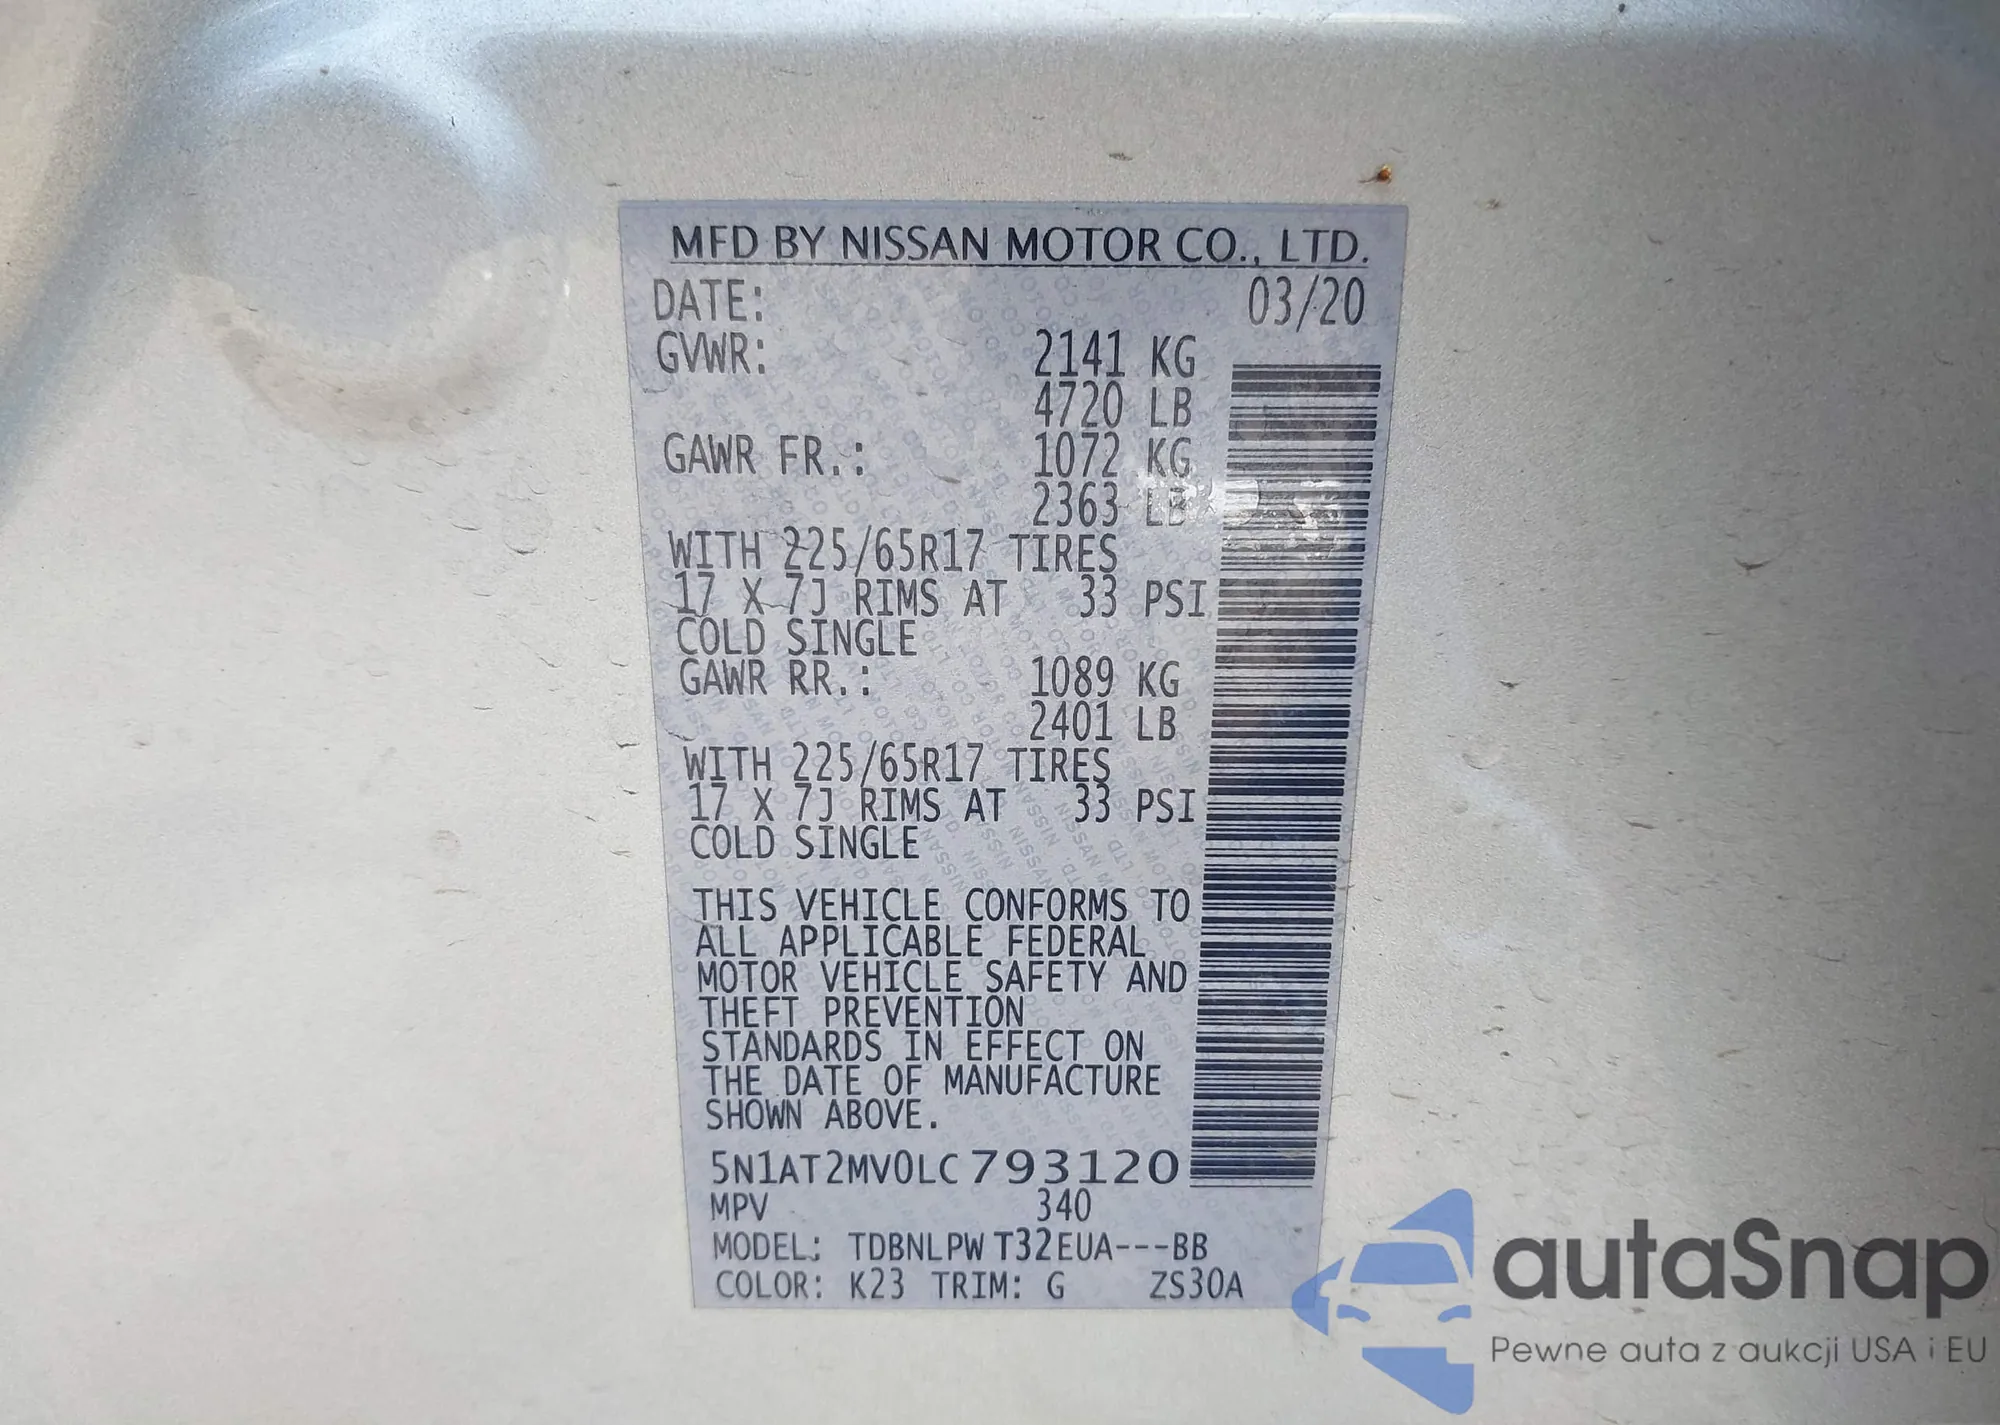 MFD BY NISSAN MOTOR CO., LTD.
DATE: 03/20
GVWR: 2141 KG
4720 LB
GAWR FR.: 1072 KG
2363 LB
WITH 225/65R17 TIRES
17 X 7J RIMS AT 33 PSI
COLD SINGLE
GAWR RR.: 1089 KG
2401 LB
WITH 225/65R17 TIRES
17 X 7J RIMS AT 33 PSI
COLD SINGLE
THIS VEHICLE CONFORMS TO
ALL APPLICABLE FEDERAL
MOTOR VEHICLE SAFETY AND
THEFT PREVENTION
STANDARDS IN EFFECT ON
THE DATE OF MANUFACTURE
SHOWN ABOVE.
5N1AT2MV0LC793120
MPV 340
MODEL: TDBNLPW T32EUA---BB
COLOR: K23 TRIM: G ZS30A
autaSnap
Pewne auta z aukcji USA i EU